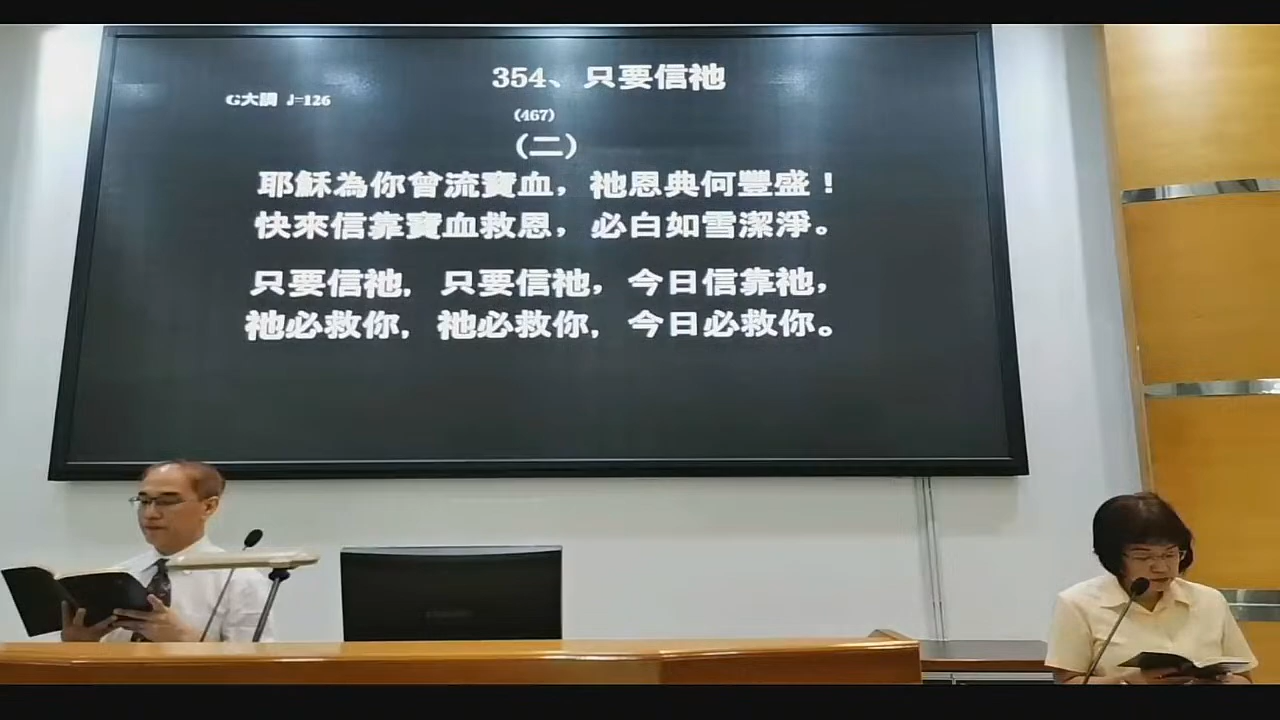 354、只要信祂
G大調 J=126
(467)
(二)
耶穌為你曾流寶血，祂恩典何豐盛！
快來信靠寶血救恩，必白如雪潔淨。
只要信祂，只要信祂，今日信靠祂，
祂必救你，祂必救你，今日必救你。